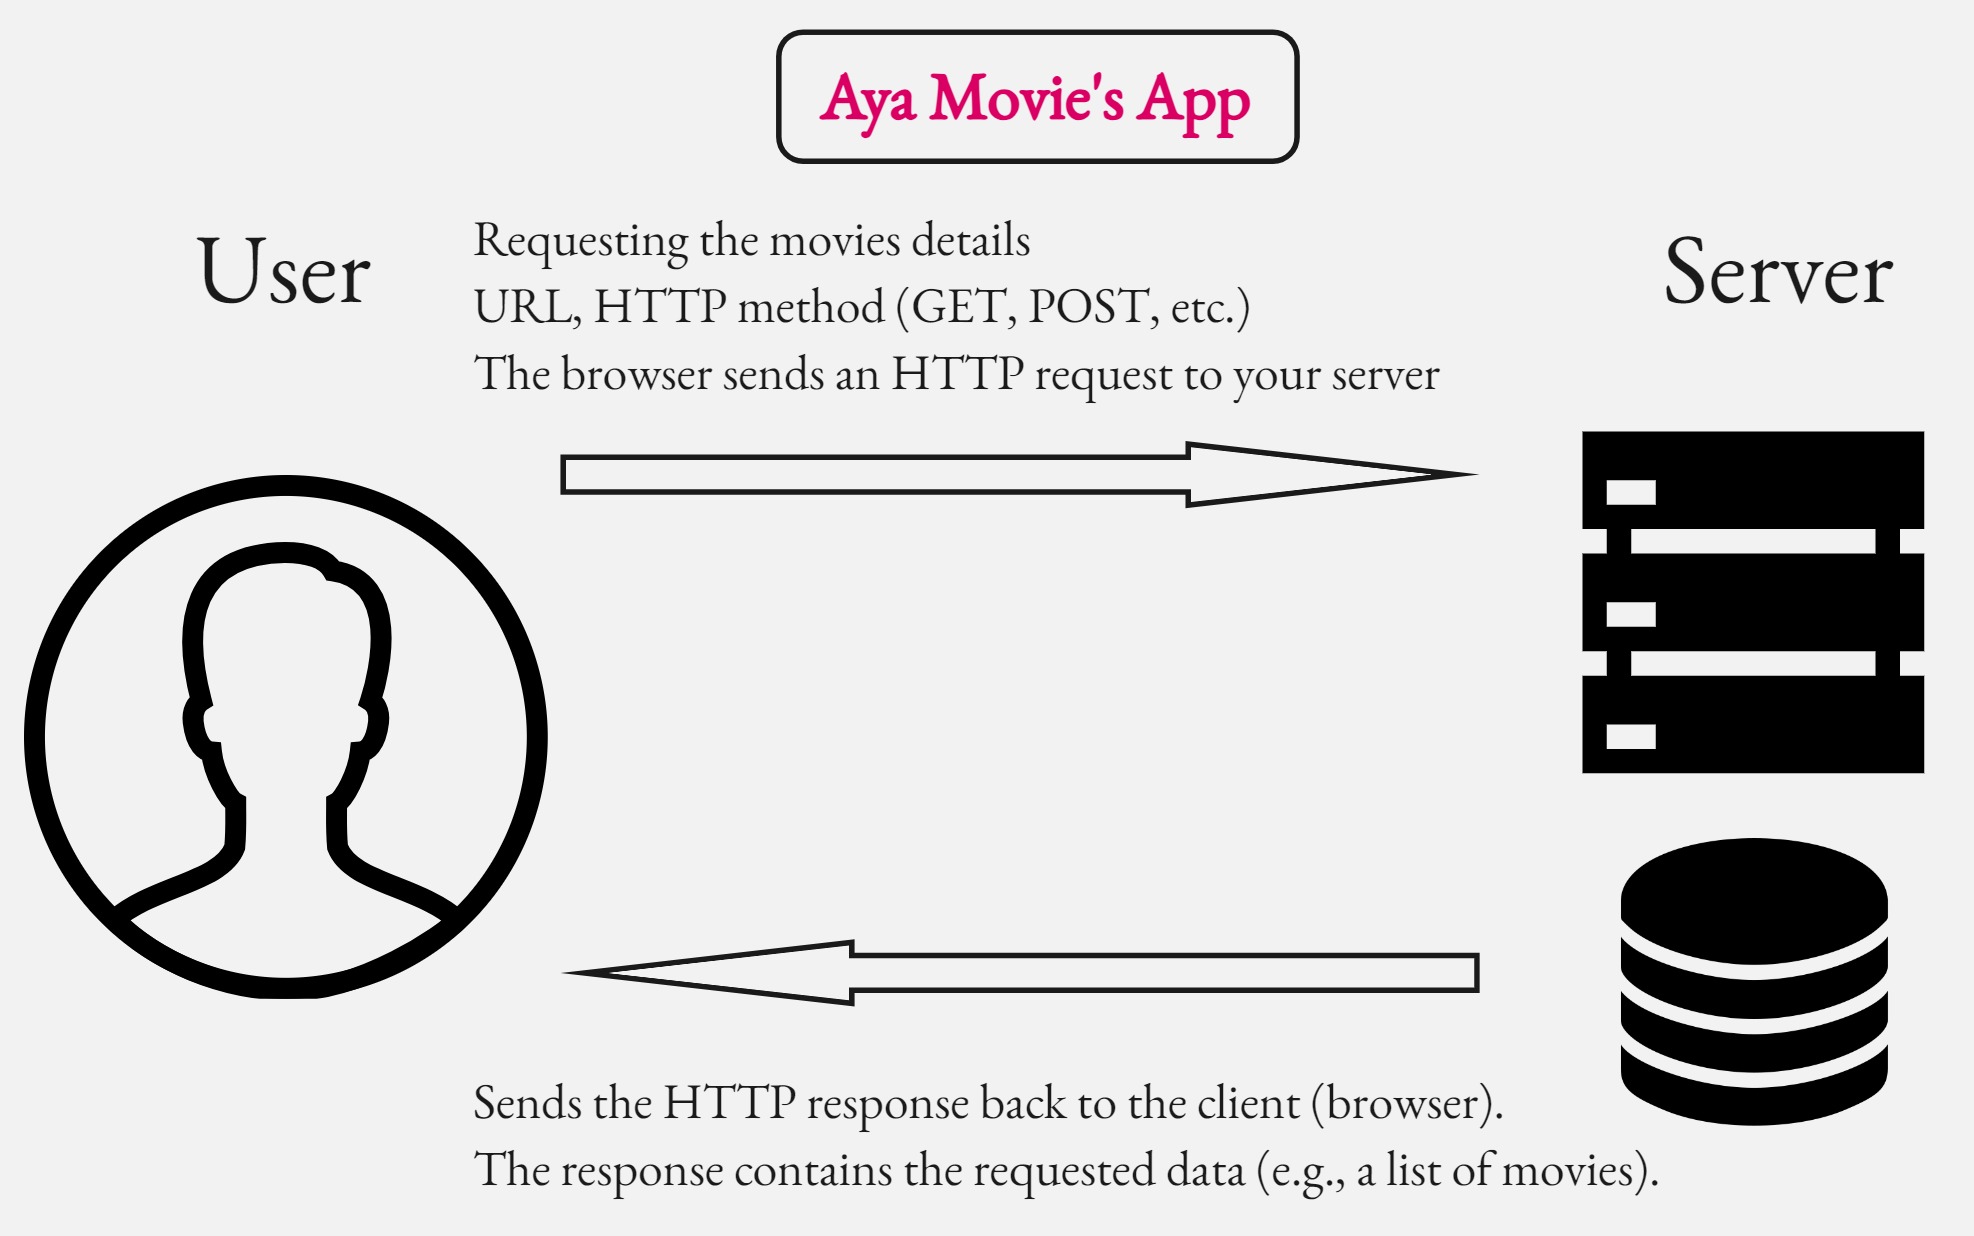 Aya Movie's App
User
Requesting the movies details
URL, HTTP method (GET, POST, etc.)
The browser sends an HTTP request to your server
Server
Sends the HTTP response back to the client (browser).
The response contains the requested data (e.g., a list of movies).